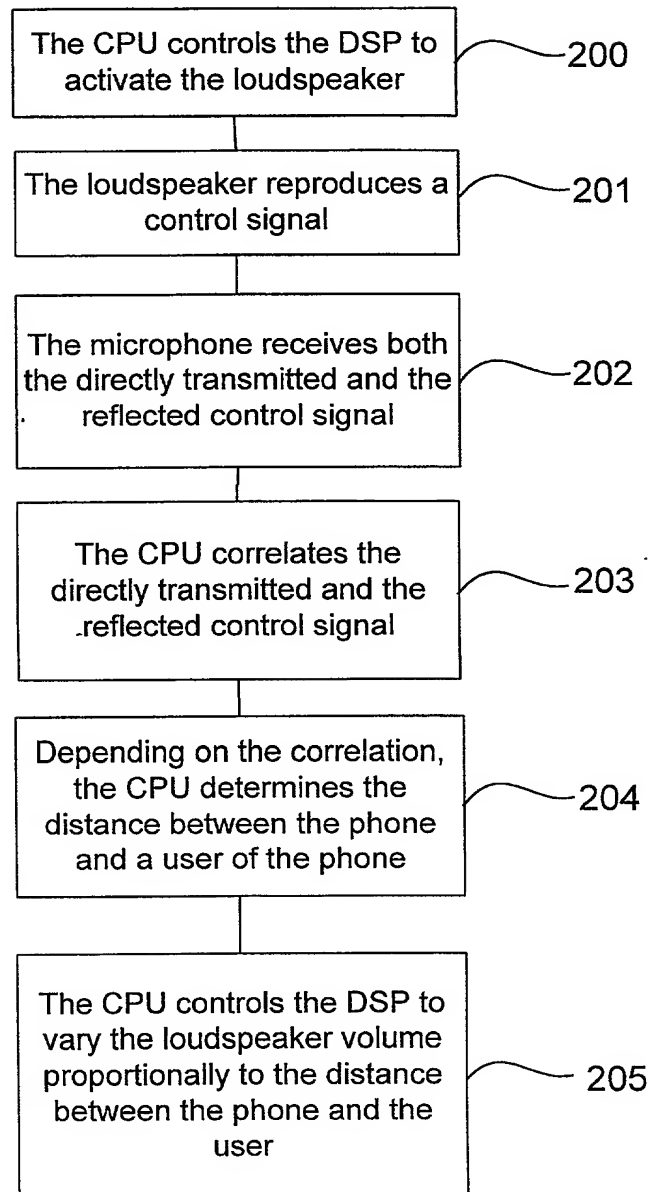 The CPU controls the DSP to
activate the loudspeaker
200
The loudspeaker reproduces a
control signal
201
The microphone receives both
the directly transmitted and the
reflected control signal
202
The CPU correlates the
directly transmitted and the
reflected control signal
203
Depending on the correlation,
the CPU determines the
distance between the phone
and a user of the phone
204
The CPU controls the DSP to
vary the loudspeaker volume
proportionally to the distance
between the phone and the
user
205